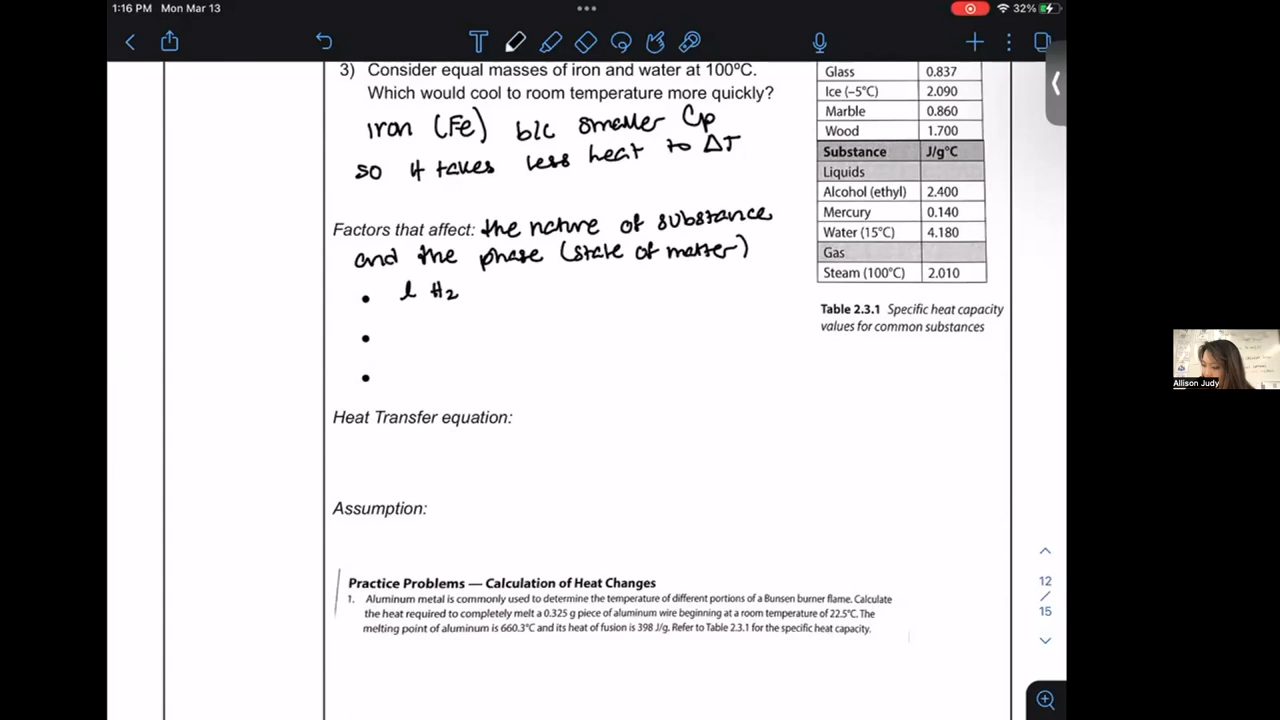 1:16 PM Mon Mar 13
32%
3) Consider equal masses of iron and water at 100ºC.
Which would cool to room temperature more quickly?
iron (Fe) b/c smaller Cp
so it takes less heat to ΔT
Factors that affect: the nature of substance
and the phase (state of matter)
• l H2
•
•
Heat Transfer equation:
Assumption:
Practice Problems — Calculation of Heat Changes
1. Aluminum metal is commonly used to determine the temperature of different portions of a Bunsen burner flame. Calculate
the heat required to completely melt a 0.325 g piece of aluminum wire beginning at a room temperature of 22.5°C. The
melting point of aluminum is 660.3°C and its heat of fusion is 398 J/g. Refer to Table 2.3.1 for the specific heat capacity.
Glass 0.837
Ice (–5°C) 2.090
Marble 0.860
Wood 1.700
Substance J/g°C
Liquids
Alcohol (ethyl) 2.400
Mercury 0.140
Water (15°C) 4.180
Gas
Steam (100°C) 2.010
Table 2.3.1 Specific heat capacity
values for common substances
12
/
15
Allison Judy